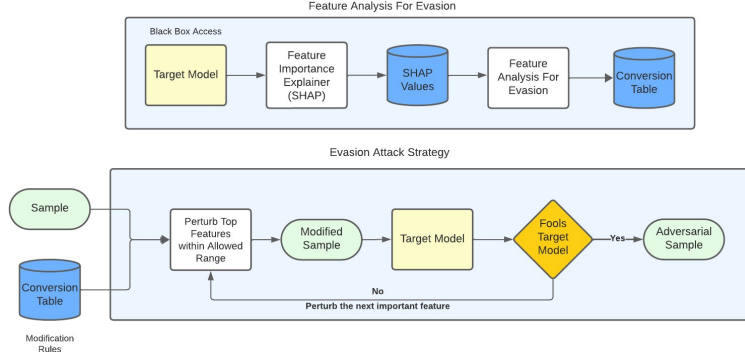 Feature Analysis For Evasion
Black Box Access
Target Model
Feature
Importance
Explainer
(SHAP)
SHAP
Values
Feature
Analysis For
Evasion
Conversion
Table
Evasion Attack Strategy
Sample
Conversion
Table
Modification
Rules
Perturb Top
Features
within Allowed
Range
Modified
Sample
Target Model
Fools
Target
Model
Yes
Adversarial
Sample
No
Perturb the next important feature